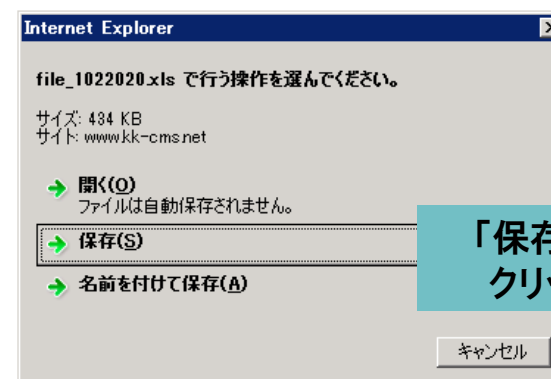 Internet Explorer
file_1022020.xls で行う操作を選んでください。
サイズ: 434 KB
サイト: www.kk-cms.net
開く(O)
ファイルは自動保存されません。
保存(S)
「保存
名前を付けて保存(A)
クリッ
キャンセル